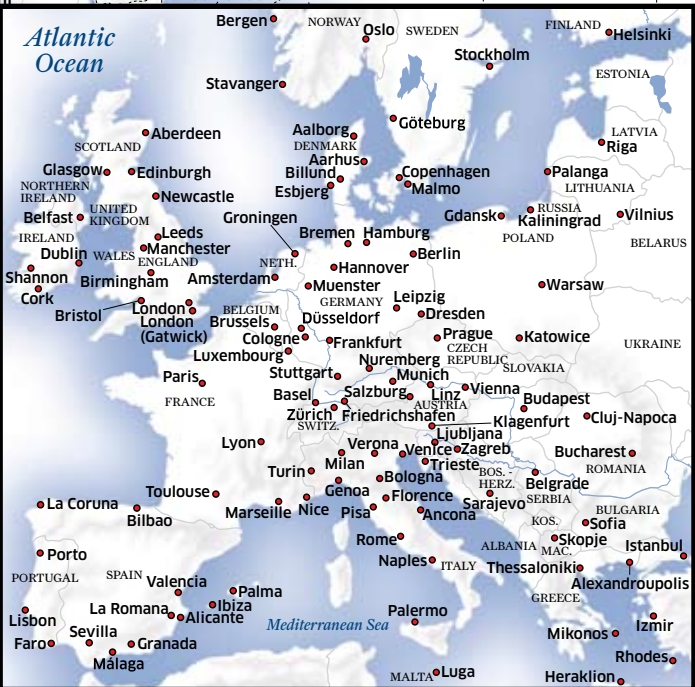 Bergen
NORWAY
Oslo
SWEDEN
FINLAND
Helsinki
Atlantic
Ocean
Stockholm
ESTONIA
Stavanger
Göteburg
Aberdeen
Aalborg
DENMARK
LATVIA
Riga
SCOTLAND
Aarhus
Glasgow
Edinburgh
Billund
Copenhagen
Palanga
NORTHERN
IRELAND
Esbjerg
Malmo
LITHUANIA
Newcastle
UNITED
KINGDOM
Belfast
Groningen
Gdansk
RUSSIA
Kaliningrad
Vilnius
IRELAND
Leeds
Bremen
Hamburg
POLAND
BELARUS
Dublin
WALES
Manchester
ENGLAND
NETH.
Berlin
Shannon
Birmingham
Amsterdam
Hannover
Cork
Muenster
Warsaw
Bristol
London
GERMANY
Leipzig
London
(Gatwick)
BELGIUM
Brussels
Düsseldorf
Dresden
Cologne
Frankfurt
Prague
CZECH
REPUBLIC
Katowice
UKRAINE
Luxembourg
Nuremberg
SLOVAKIA
Paris
Stuttgart
Munich
FRANCE
Basel
Salzburg
Linz
Vienna
AUSTRIA
Budapest
Zürich
Friedrichshafen
SWITZ.
Klagenfurt
Cluj-Napoca
Lyon
Verona
Ljubljana
Venice
Zagreb
Bucharest
Milan
Trieste
ROMANIA
Turin
Bologna
BOS. -
HERZ.
Belgrade
Toulouse
Genoa
Florence
Sarajevo
SERBIA
La Coruna
Marseille
Nice
Pisa
Ancona
BULGARIA
Bilbao
KOS.
Sofia
Rome
Skopje
Istanbul
Porto
ALBANIA
MAC.
Naples
ITALY
Thessaloniki
PORTUGAL
SPAIN
Valencia
Alexandroupolis
Palma
GREECE
La Romana
Ibiza
Lisbon
Alicante
Palermo
Mediterranean Sea
Izmir
Sevilla
Mikonos
Faro
Granada
Málaga
Rhodes
MALTA
Luga
Heraklion